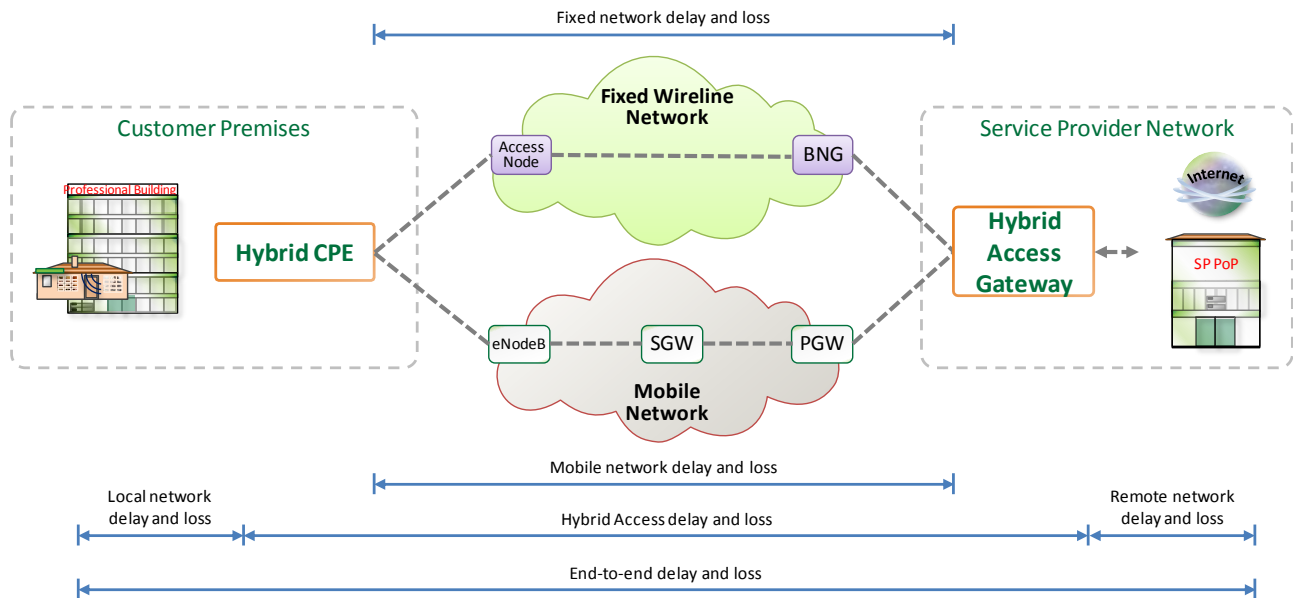 Fixed network delay and loss
Customer Premises
Fixed Wireline
Network
Service Provider Network
Access
Node
BNG
Internet
Professional Building
Hybrid CPE
Hybrid
Access
Gateway
SP PoP
eNodeB
SGW
PGW
Mobile
Network
Mobile network delay and loss
Local network
delay and loss
Hybrid Access delay and loss
Remote network
delay and loss
End-to-end delay and loss